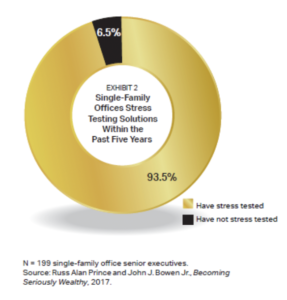 6.5%
EXHIBIT 2
Single-Family
Offices Stress
Testing Solutions
Within the
Past Five Years
93.5%
Have stress tested
Have not stress tested
N = 199 single-family office senior executives.
Source: Russ Alan Prince and John J. Bowen Jr., Becoming
Seriously Wealthy, 2017.